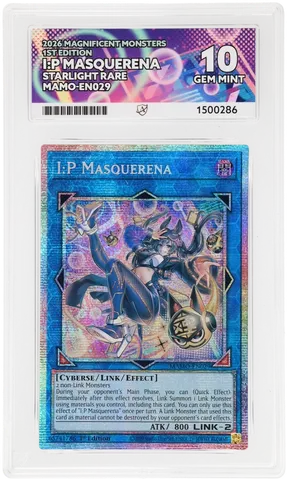 2026 MAGNIFICENT MONSTERS
1ST EDITION
I:P MASQUERENA
STARLIGHT RARE
MAMO-EN029
10
GEM MINT
1500286
I:P MASQUERENA
MAMO-EN029
[CYBERSE/LINK/EFFECT]
2 non-Link Monsters
During your opponent's Main Phase, you can (Quick Effect):
Immediately after this effect resolves, Link Summon 1 Link Monster
using materials you control, including this card. You can only use this
effect of "I:P Masquerena" once per turn. A Link Monster that used this
card as material cannot be destroyed by your opponent's card effects.
ATK/ 800 LINK-2
1st Edition